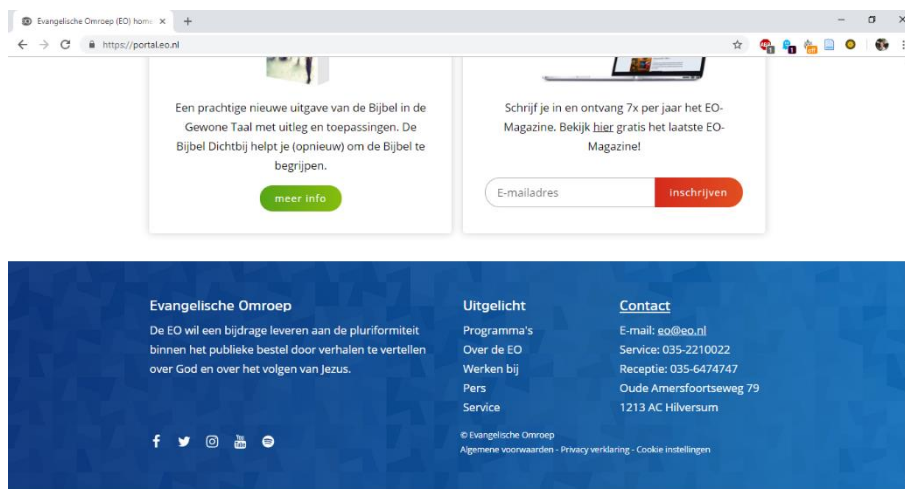 Evangelische Omroep (EO) hom
https://portal.eo.nl
Een prachtige nieuwe uitgave van de Bijbel in de
Gewone Taal met uitleg en toepassingen. De
Bijbel Dichtbij helpt je (opnieuw) om de Bijbel te
begrijpen.
meer info
Schrijf je in en ontvang 7x per jaar het EO-
Magazine. Bekijk hier gratis het laatste EO-
Magazine!
E-mailadres
inschrijven
Evangelische Omroep
De EO wil een bijdrage leveren aan de pluriformiteit
binnen het publieke bestel door verhalen te vertellen
over God en over het volgen van Jezus.
Uitgelicht
Programma's
Over de EO
Werken bij
Pers
Service
Contact
E-mail: eo@eo.nl
Service: 035-2210022
Receptie: 035-6474747
Oude Amersfoortseweg 79
1213 AC Hilversum
© Evangelische Omroep
Algemene voorwaarden - Privacy verklaring - Cookie instellingen